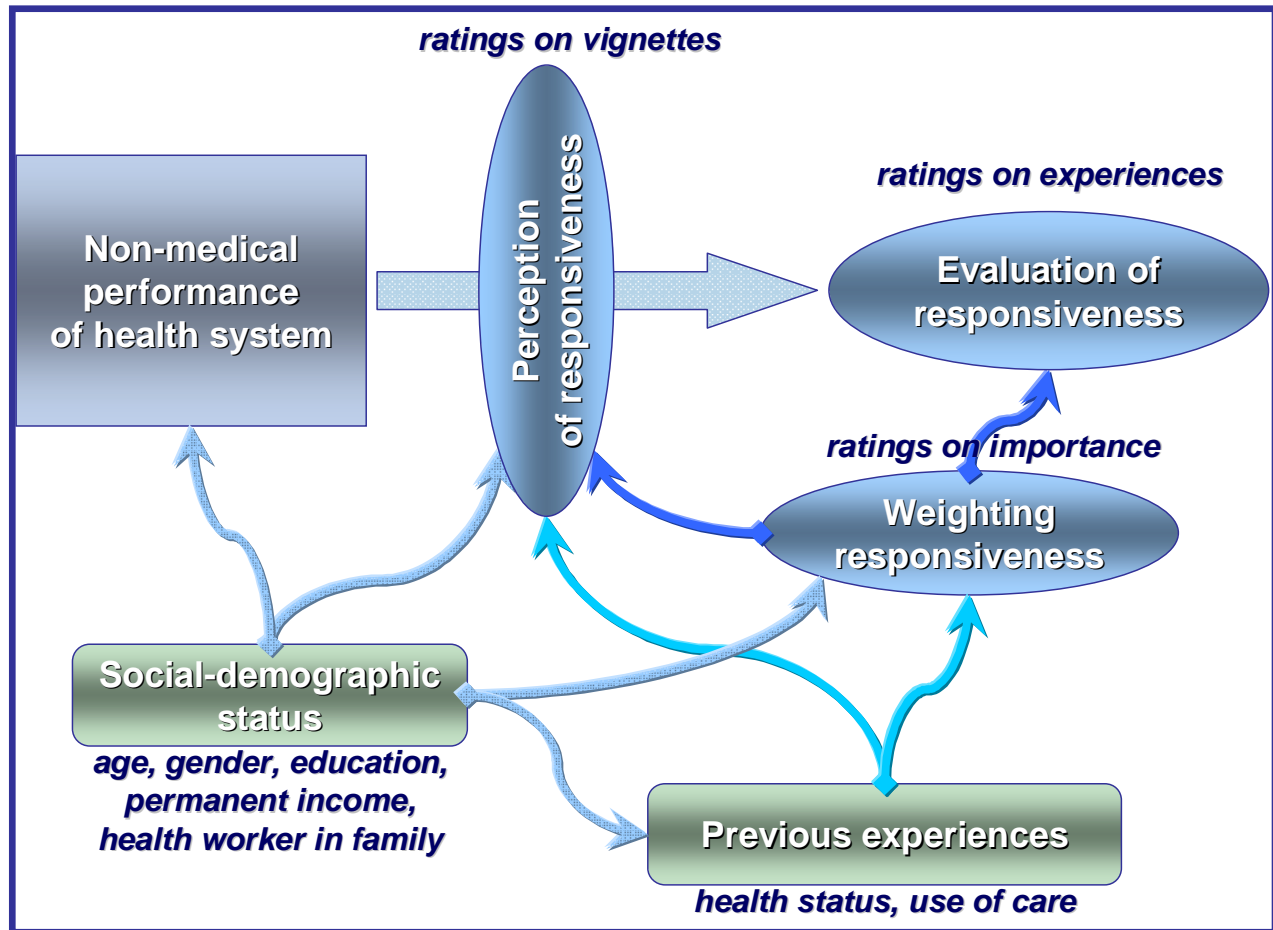 ratings on vignettes
Non-medical
performance
of health system
Perception
of responsiveness
ratings on experiences
Evaluation of
responsiveness
ratings on importance
Weighting
responsiveness
Social-demographic
status
age, gender, education,
permanent income,
health worker in family
Previous experiences
health status, use of care